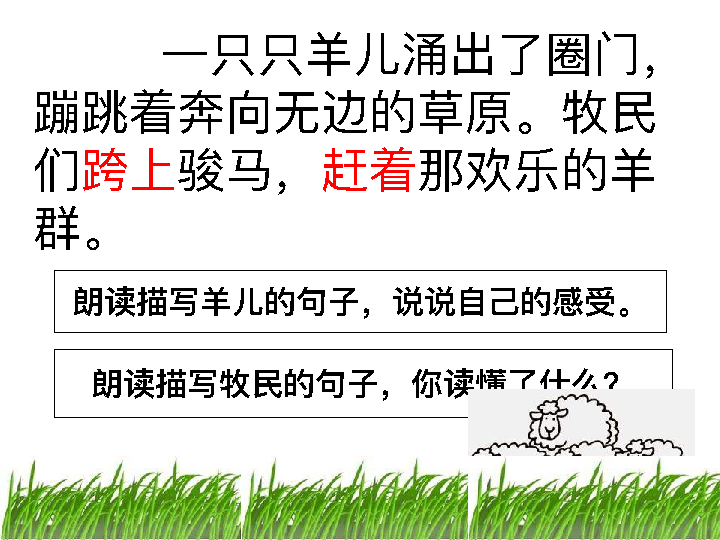 一只只羊儿涌出了圈门，
蹦跳着奔向无边的草原。牧民
们跨上骏马，赶着那欢乐的羊
群。
朗读描写羊儿的句子，说说自己的感受。
朗读描写牧民的句子，你读懂了什么?